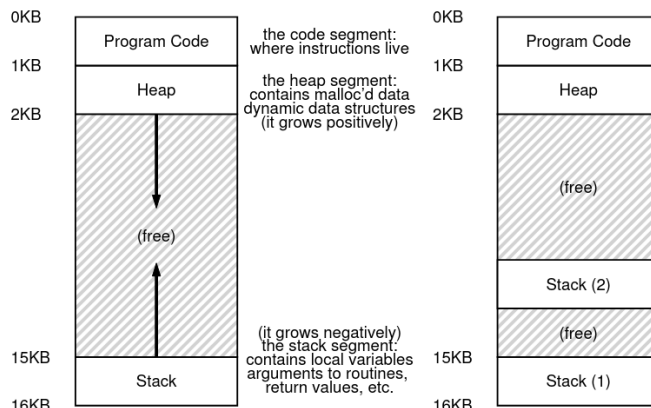 0KB
Program Code
the code segment:
where instructions live
1KB
Heap
the heap segment:
contains malloc'd data
dynamic data structures
(it grows positively)
2KB
(free)
(it grows negatively)
the stack segment:
contains local variables
arguments to routines,
return values, etc.
15KB
Stack
16KB
0KB
Program Code
1KB
Heap
2KB
(free)
Stack (2)
(free)
15KB
Stack (1)
16KB